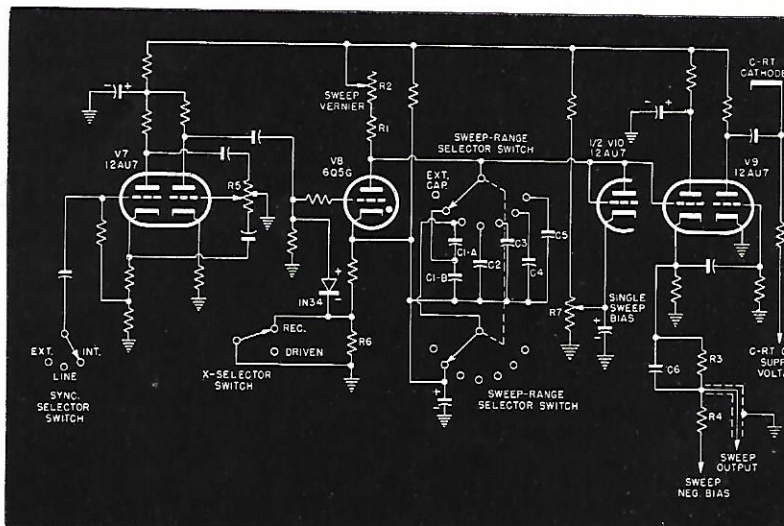 C-RT
CATHODE
R2
SWEEP
VERNIER
R1
V7
12AU7
V8
6Q5G
SWEEP-RANGE
SELECTOR SWITCH
1/2 V10
12AU7
V9
12AU7
EXT.
CAP.
R5
C1-A
C1-B
C2
C3
C4
C5
1N34
R7
SINGLE
SWEEP
BIAS
REC.
DRIVEN
R6
X-SELECTOR
SWITCH
EXT.
INT.
LINE
SYNC.
SELECTOR
SWITCH
SWEEP-RANGE
SELECTOR SWITCH
C6
R3
R4
C-RT
SUPP
VOLT
SWEEP
OUTPUT
SWEEP
NEG. BIAS